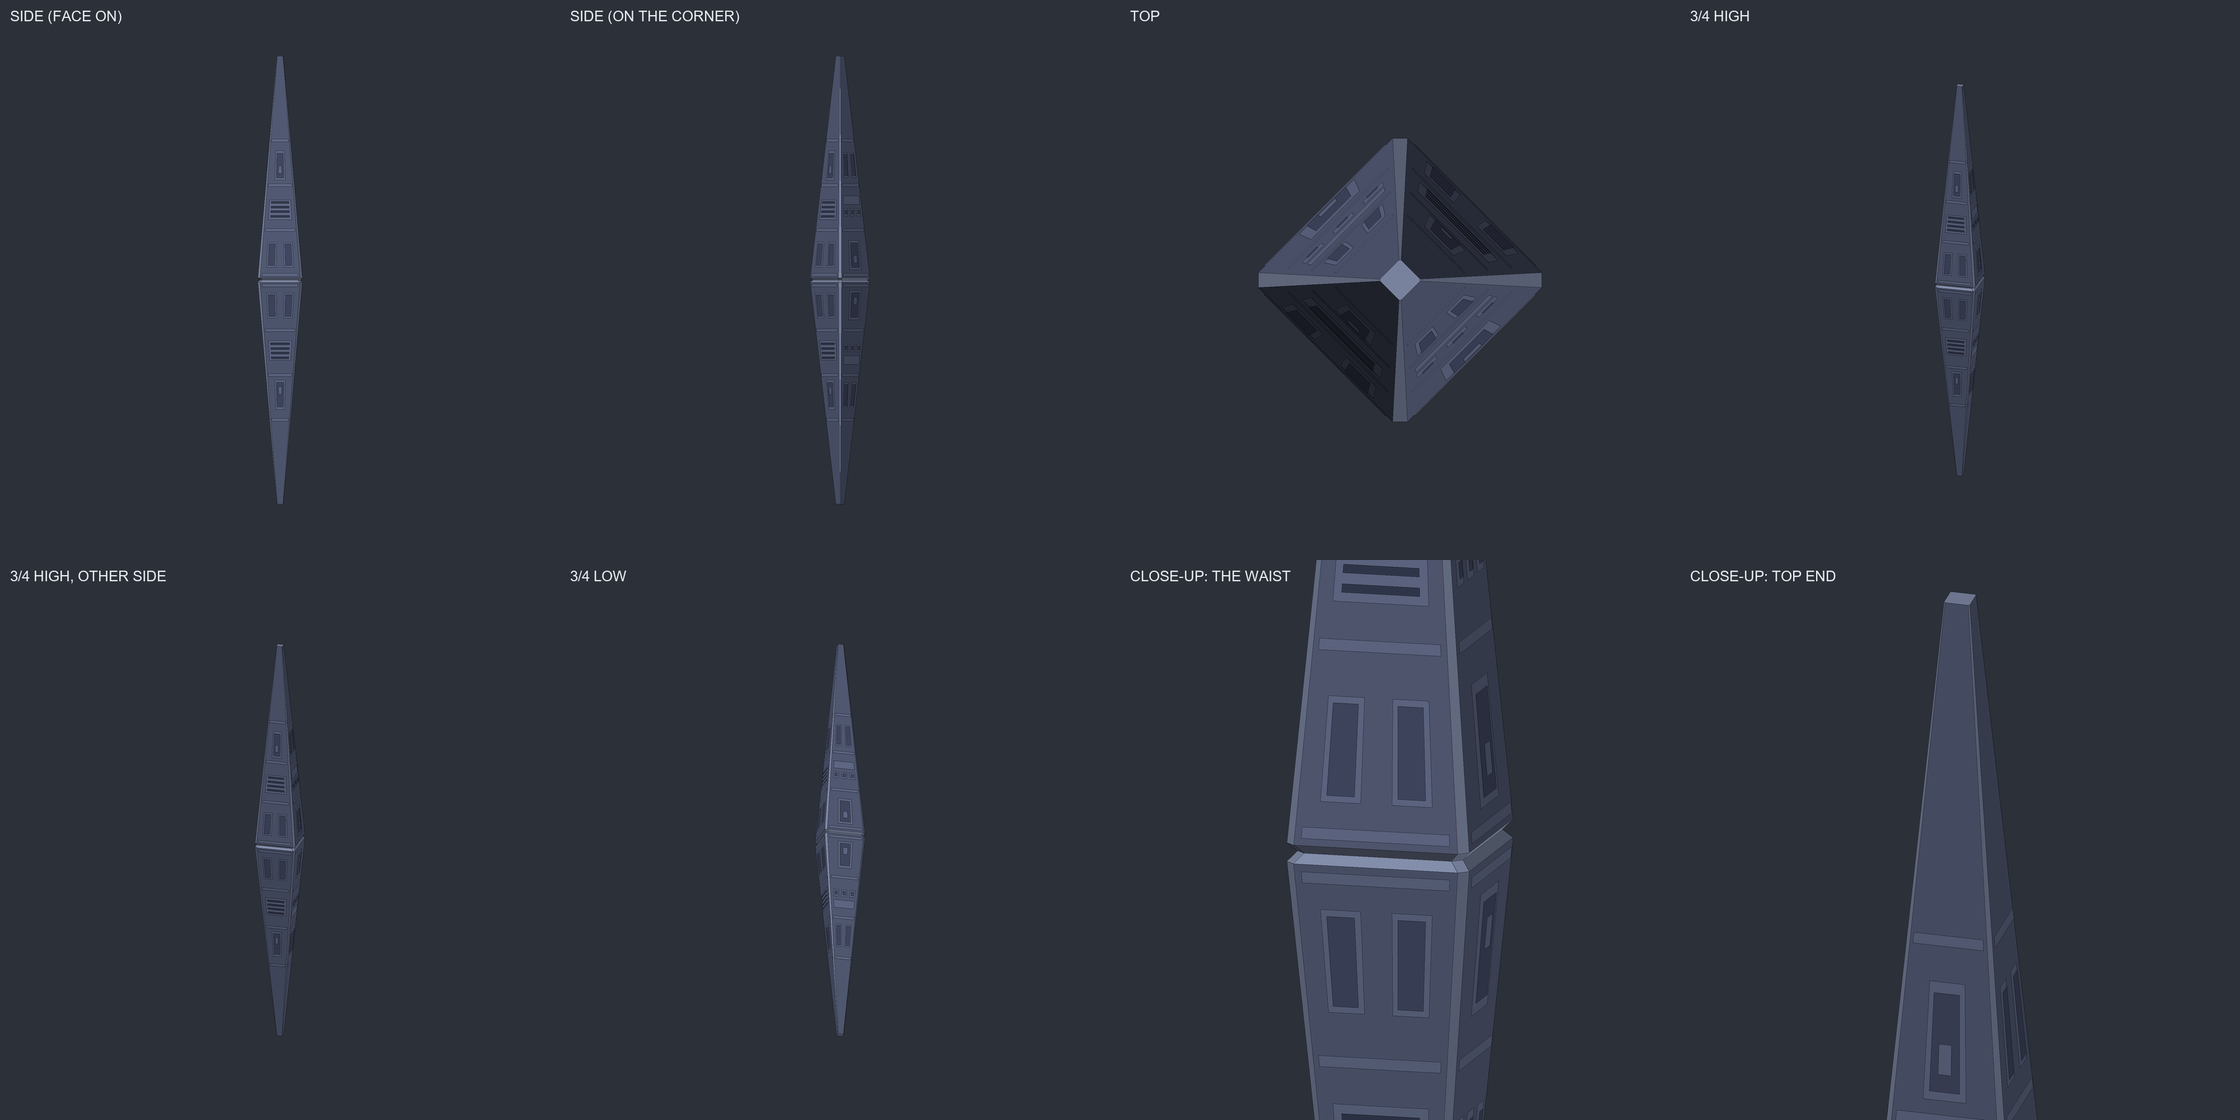 SIDE (FACE ON)
SIDE (ON THE CORNER)
TOP
3/4 HIGH
3/4 HIGH, OTHER SIDE
3/4 LOW
CLOSE-UP: THE WAIST
CLOSE-UP: TOP END